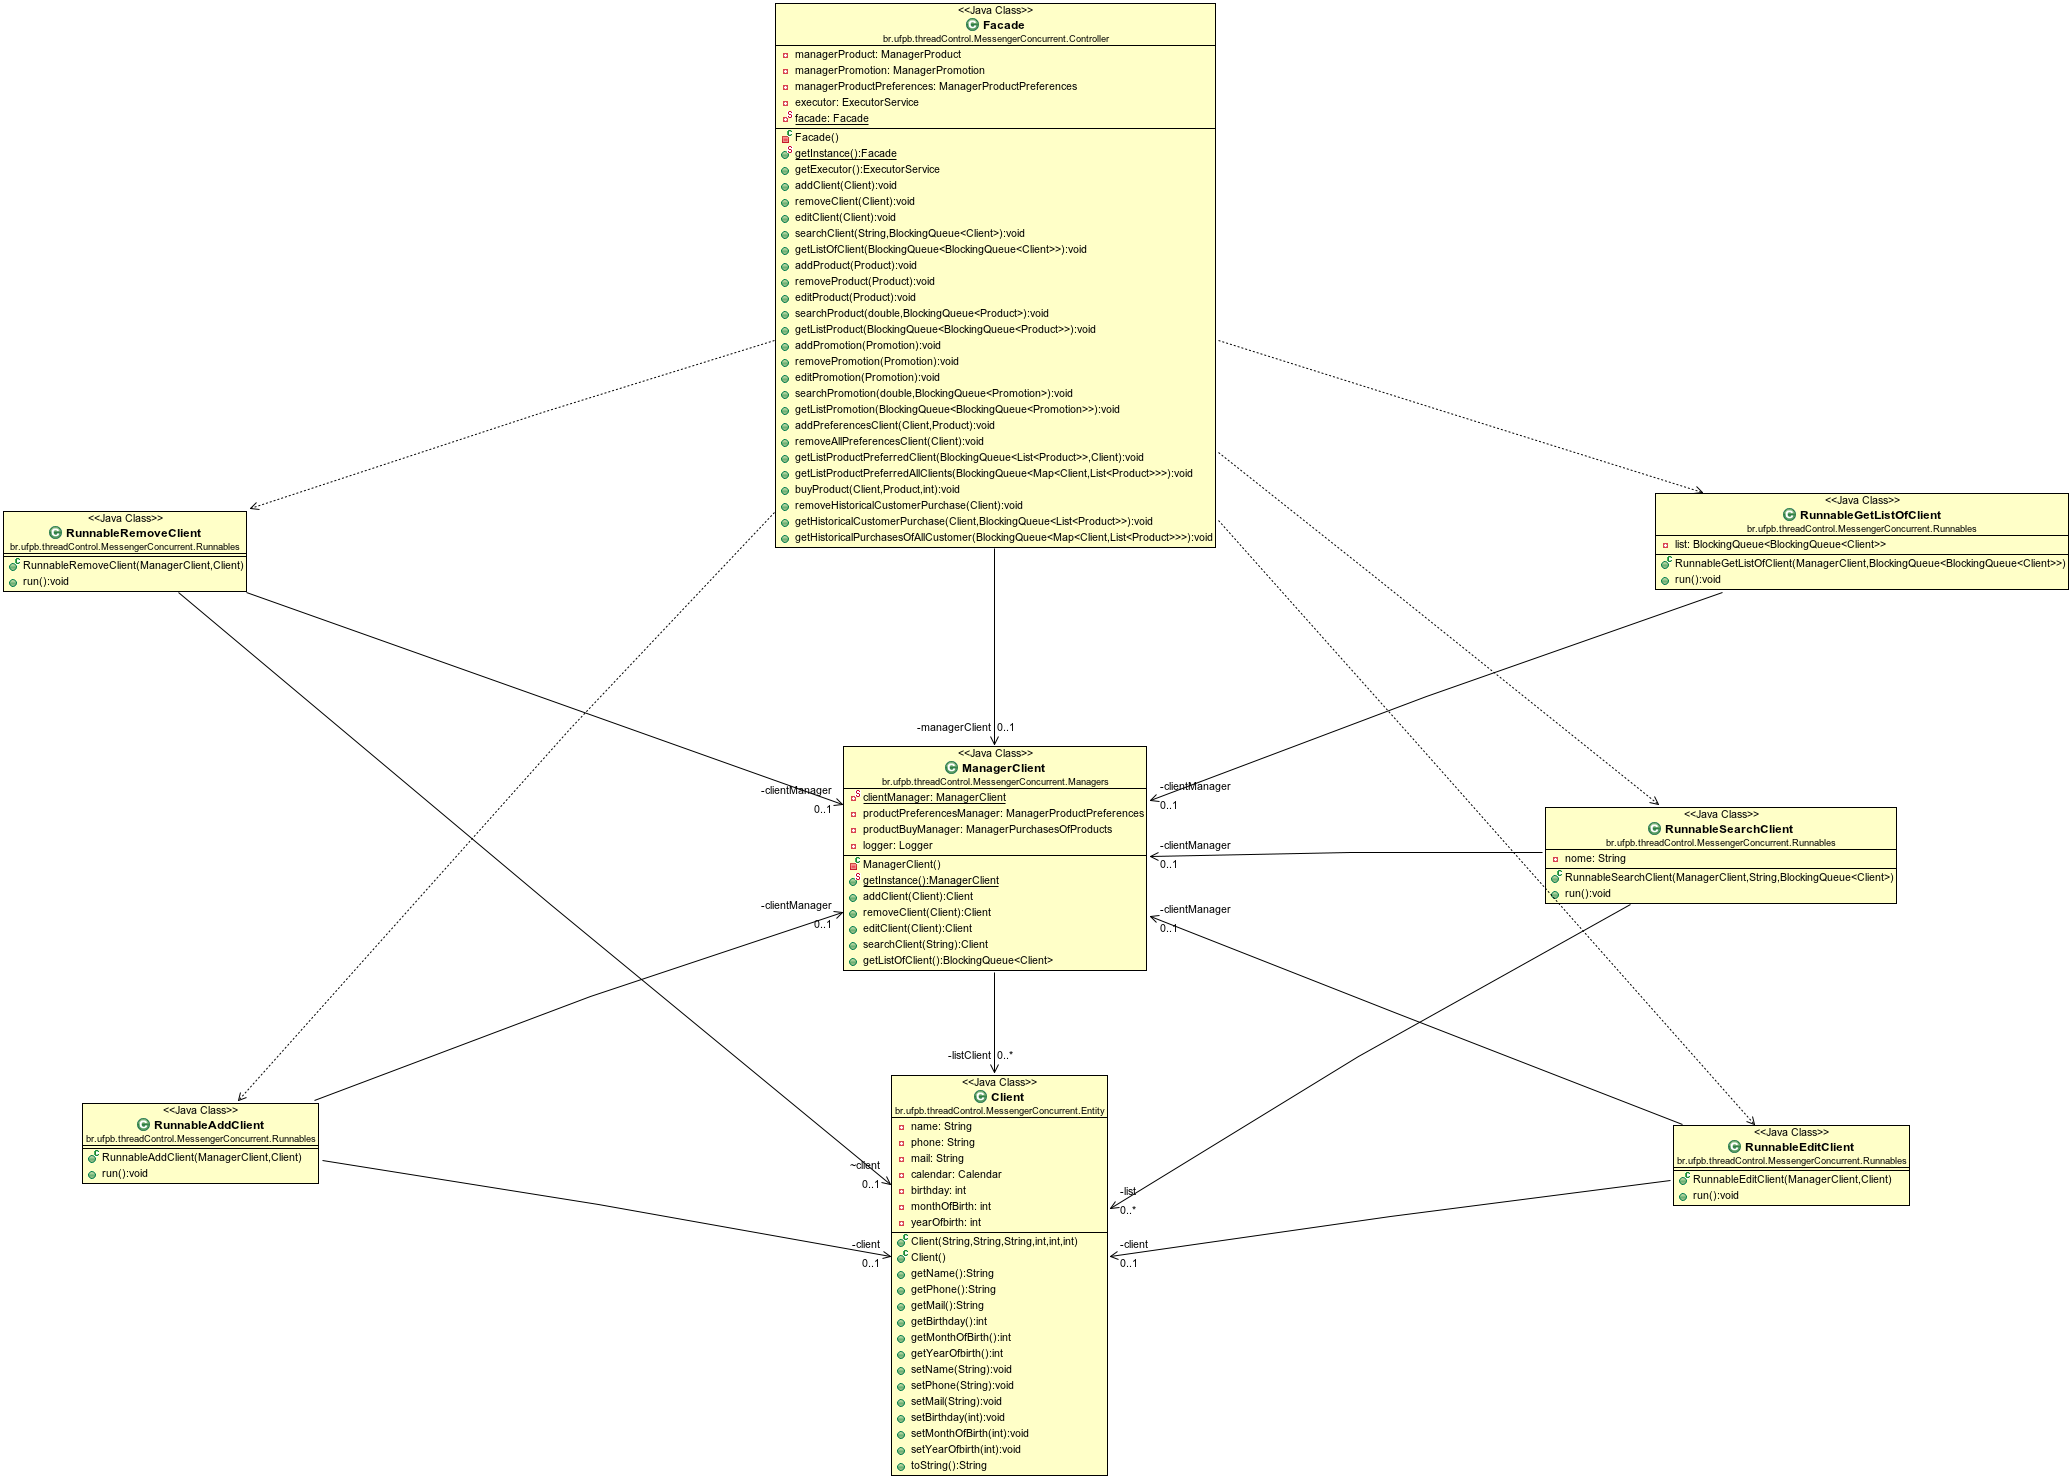 <<Java Class>>
Facade
br.ufpb.threadControl.MessengerConcurrent.Controller
managerProduct: ManagerProduct
managerPromotion: ManagerPromotion
managerProductPreferences: ManagerProductPreferences
executor: ExecutorService
facade: Facade
Facade()
getInstance():Facade
getExecutor():ExecutorService
addClient(Client):void
removeClient(Client):void
editClient(Client):void
searchClient(String,BlockingQueue<Client>):void
getListOfClient(BlockingQueue<BlockingQueue<Client>>):void
addProduct(Product):void
removeProduct(Product):void
editProduct(Product):void
searchProduct(double,BlockingQueue<Product>):void
getListProduct(BlockingQueue<BlockingQueue<Product>>):void
addPromotion(Promotion):void
removePromotion(Promotion):void
editPromotion(Promotion):void
searchPromotion(double,BlockingQueue<Promotion>):void
getListPromotion(BlockingQueue<BlockingQueue<Promotion>>):void
addPreferencesClient(Client,Product):void
removeAllPreferencesClient(Client):void
getListProductPreferredClient(BlockingQueue<List<Product>>,Client):void
getListProductPreferredAllClients(BlockingQueue<Map<Client,List<Product>>>):void
buyProduct(Client,Product,int):void
removeHistoricalCustomerPurchase(Client):void
getHistoricalCustomerPurchase(Client,BlockingQueue<List<Product>>):void
getHistoricalPurchasesOfAllCustomer(BlockingQueue<Map<Client,List<Product>>>):void
<<Java Class>>
RunnableRemoveClient
br.ufpb.threadControl.MessengerConcurrent.Runnables
RunnableRemoveClient(ManagerClient,Client)
run():void
<<Java Class>>
RunnableGetListOfClient
br.ufpb.threadControl.MessengerConcurrent.Runnables
list: BlockingQueue<BlockingQueue<Client>>
RunnableGetListOfClient(ManagerClient,BlockingQueue<BlockingQueue<Client>>)
run():void
-managerClient 0..1
<<Java Class>>
ManagerClient
br.ufpb.threadControl.MessengerConcurrent.Managers
clientManager: ManagerClient
productPreferencesManager: ManagerProductPreferences
productBuyManager: ManagerPurchasesOfProducts
logger: Logger
ManagerClient()
getInstance():ManagerClient
addClient(Client):Client
removeClient(Client):Client
editClient(Client):Client
searchClient(String):Client
getListOfClient():BlockingQueue<Client>
-clientManager
0..1
-clientManager
0..1
-clientManager
0..1
-clientManager
0..1
-clientManager
0..1
<<Java Class>>
RunnableSearchClient
br.ufpb.threadControl.MessengerConcurrent.Runnables
nome: String
RunnableSearchClient(ManagerClient,String,BlockingQueue<Client>)
run():void
-listClient 0..*
<<Java Class>>
RunnableAddClient
br.ufpb.threadControl.MessengerConcurrent.Runnables
RunnableAddClient(ManagerClient,Client)
run():void
<<Java Class>>
Client
br.ufpb.threadControl.MessengerConcurrent.Entity
name: String
phone: String
mail: String
calendar: Calendar
birthday: int
monthOfBirth: int
yearOfbirth: int
Client(String,String,String,int,int,int)
Client()
getName():String
getPhone():String
getMail():String
getBirthday():int
getMonthOfBirth():int
getYearOfbirth():int
setName(String):void
setPhone(String):void
setMail(String):void
setBirthday(int):void
setMonthOfBirth(int):void
setYearOfbirth(int):void
toString():String
~client
0..1
-client
0..1
-list
0..*
-client
0..1
<<Java Class>>
RunnableEditClient
br.ufpb.threadControl.MessengerConcurrent.Runnables
RunnableEditClient(ManagerClient,Client)
run():void